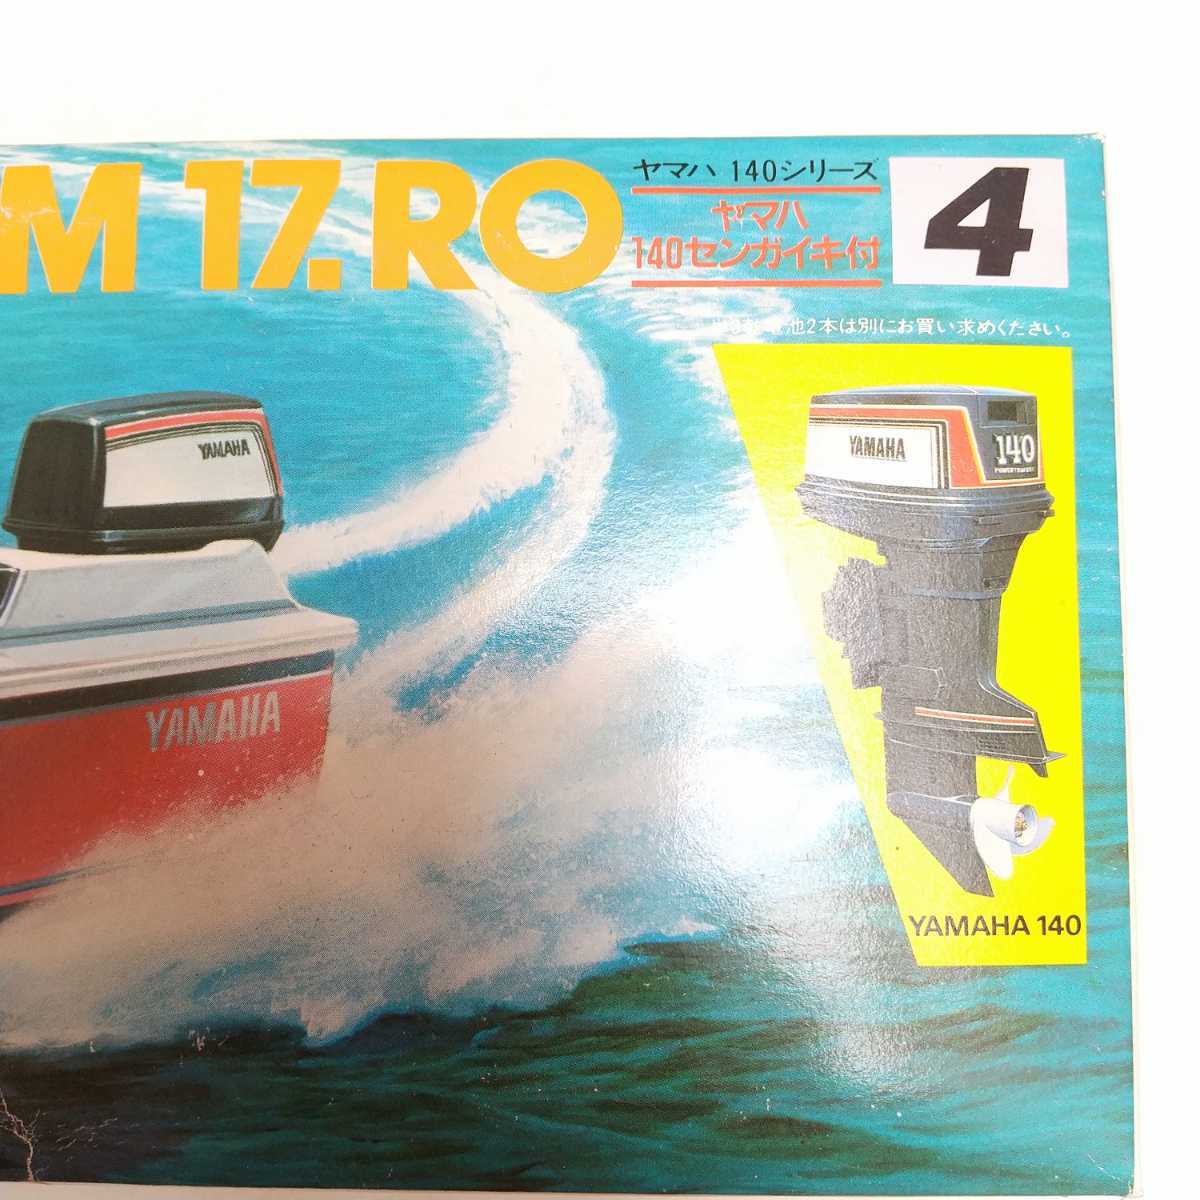 M 17.RO
ヤマハ 140シリーズ
ヤマハ
140センガイキ付
4
池2本は別にお買い求めください。
YAMAHA
YAMAHA
140
YAMAHA
YAMAHA 140